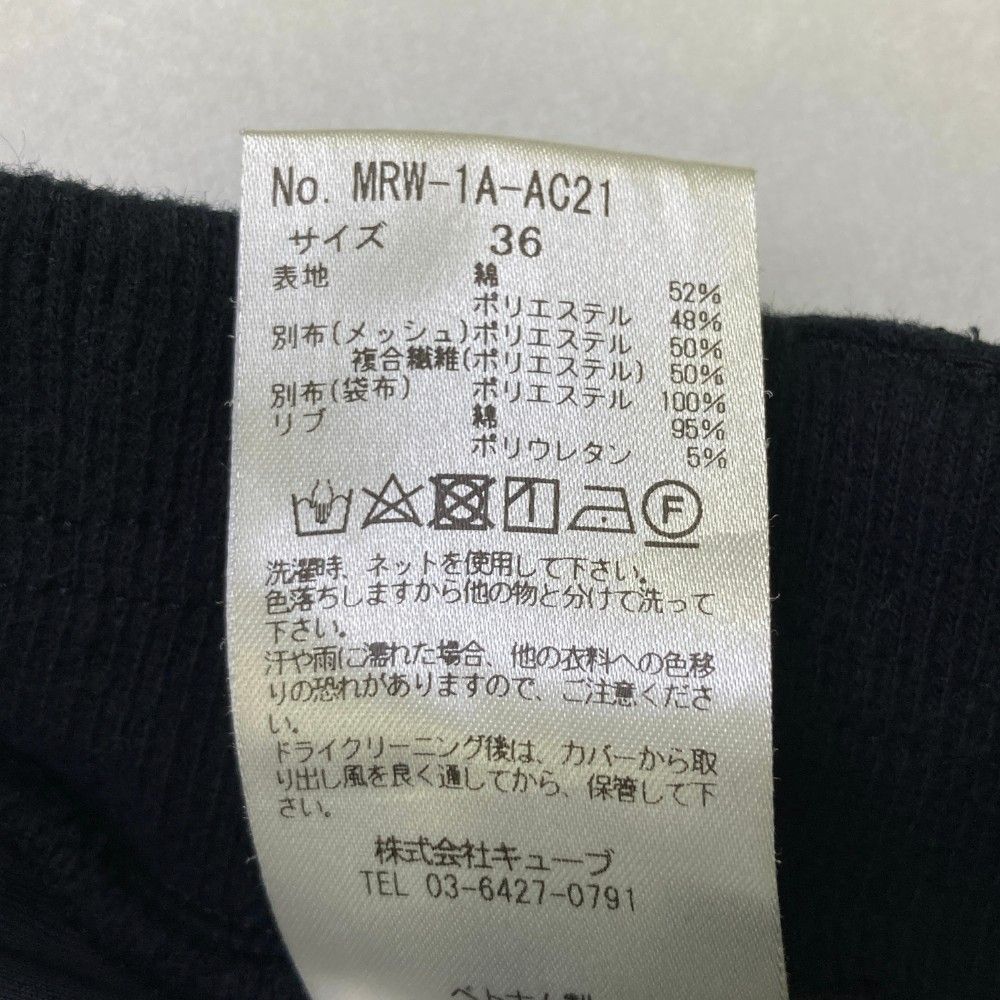 No. MRW-1A-AC21
サイズ 36
表地 綿 52%
ポリエステル 48%
別布(メッシュ)ポリエステル 50%
複合繊維(ポリエステル) 50%
別布(袋布) ポリエステル 100%
リブ 綿 95%
ポリウレタン 5%
F
洗濯時、ネットを使用して下さい。
色落ちしますから他の物と分けて洗って
下さい。
汗や雨に濡れた場合、他の衣料への色移
りの恐れがありますので、ご注意くださ
い。
ドライクリーニング後は、カバーから取
り出し風を良く通してから、保管して下
さい。
株式会社キューブ
TEL 03-6427-0791
ベトナム製